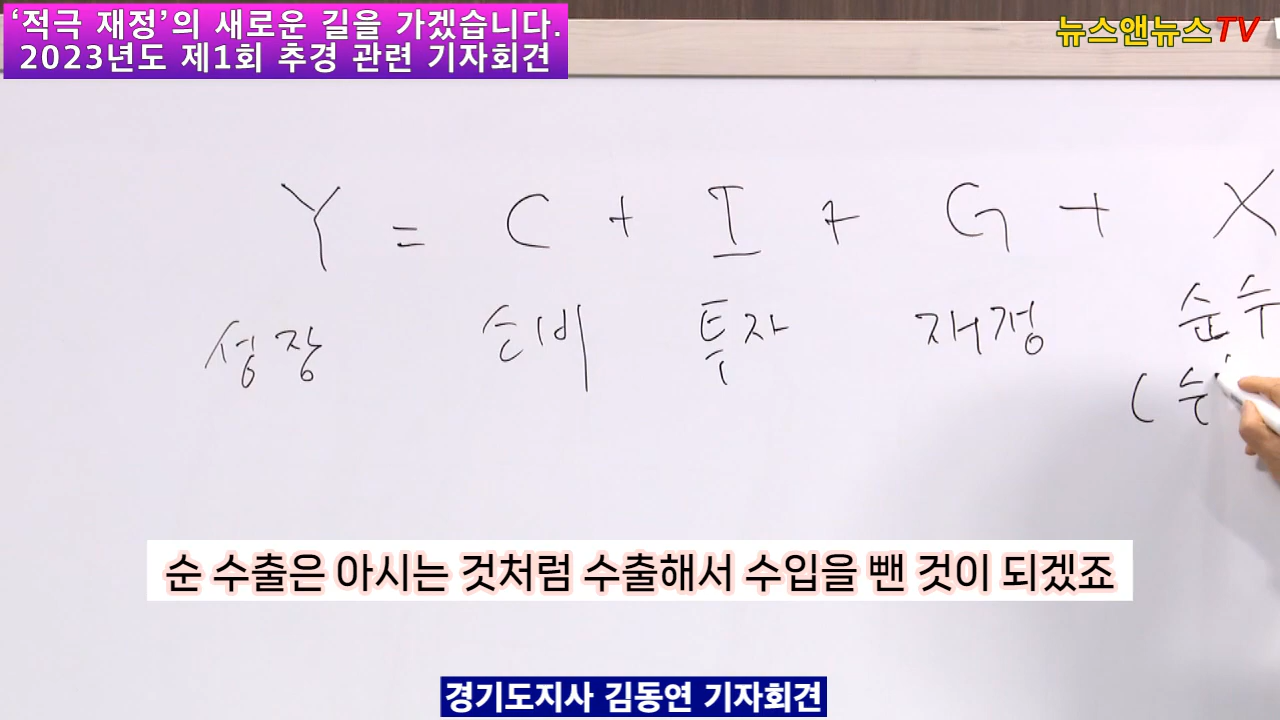 ‘적극 재정’의 새로운 길을 가겠습니다.
2023년도 제1회 추경 관련 기자회견
뉴스앤뉴스TV
Y = C + I + G + X
성장 손비 투자 재정 순수
( 수
순 수출은 아시는 것처럼 수출해서 수입을 뺀 것이 되겠죠
경기도지사 김동연 기자회견